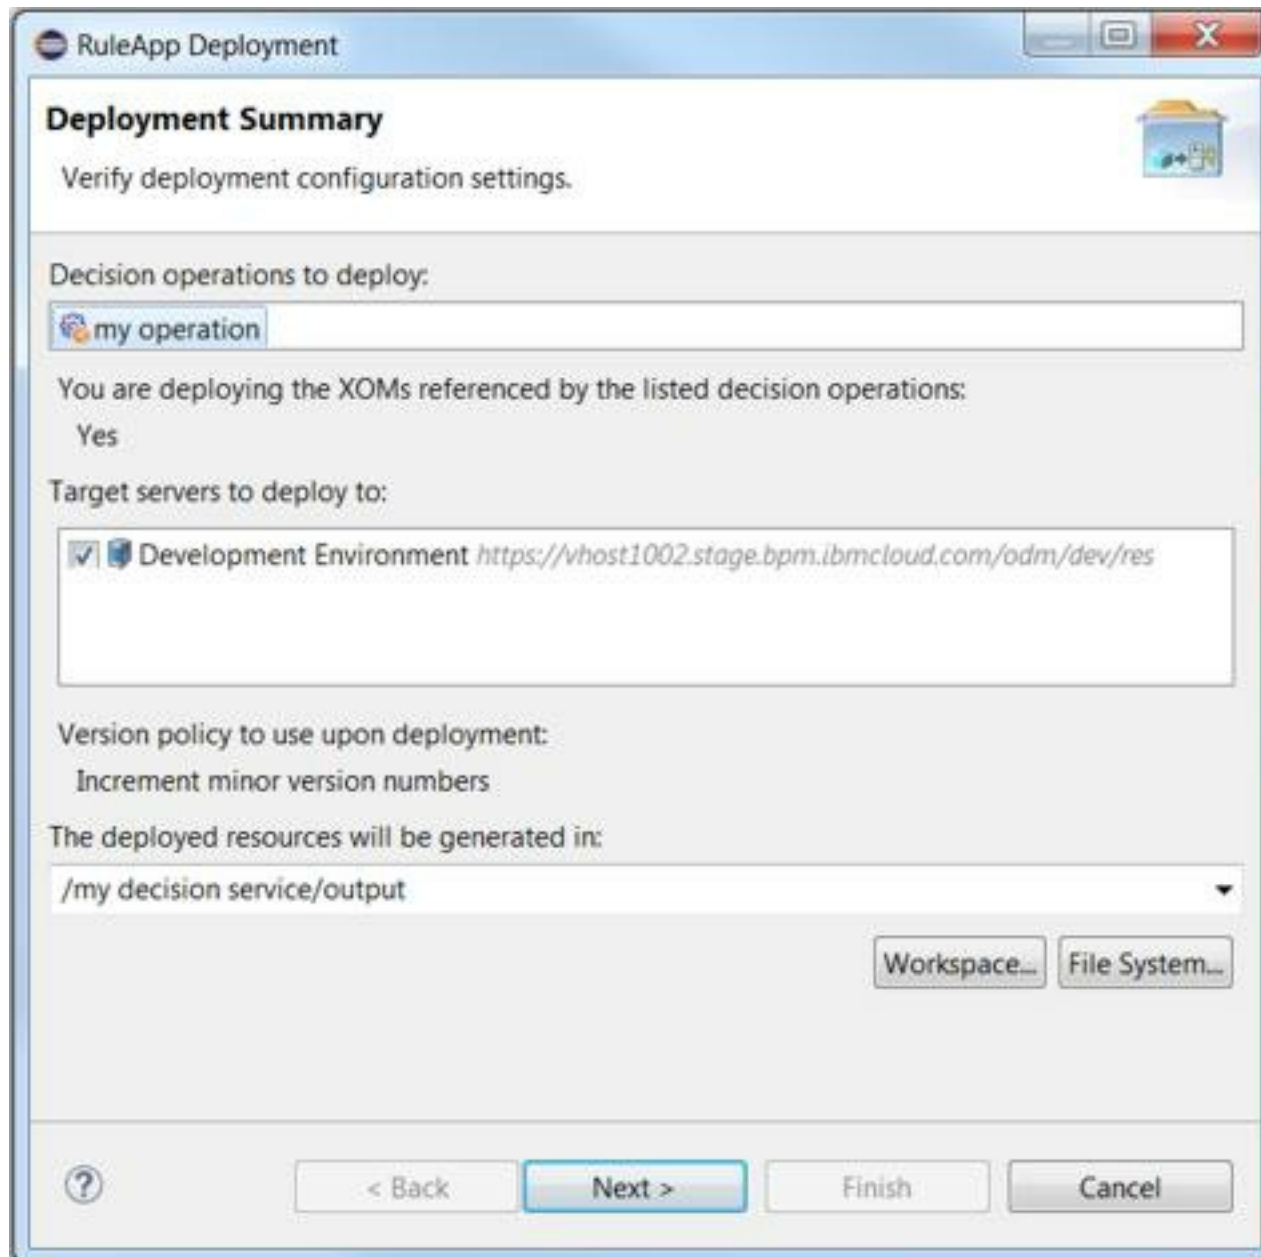 RuleApp Deployment
Deployment Summary
Verify deployment configuration settings.
Decision operations to deploy:
my operation
You are deploying the XOMs referenced by the listed decision operations:
Yes
Target servers to deploy to:
Development Environment https://vhost1002.stage.bpm.ibmcloud.com/odm/dev/res
Version policy to use upon deployment:
Increment minor version numbers
The deployed resources will be generated in:
/my decision service/output
Workspace... File System...
? < Back Next > Finish Cancel